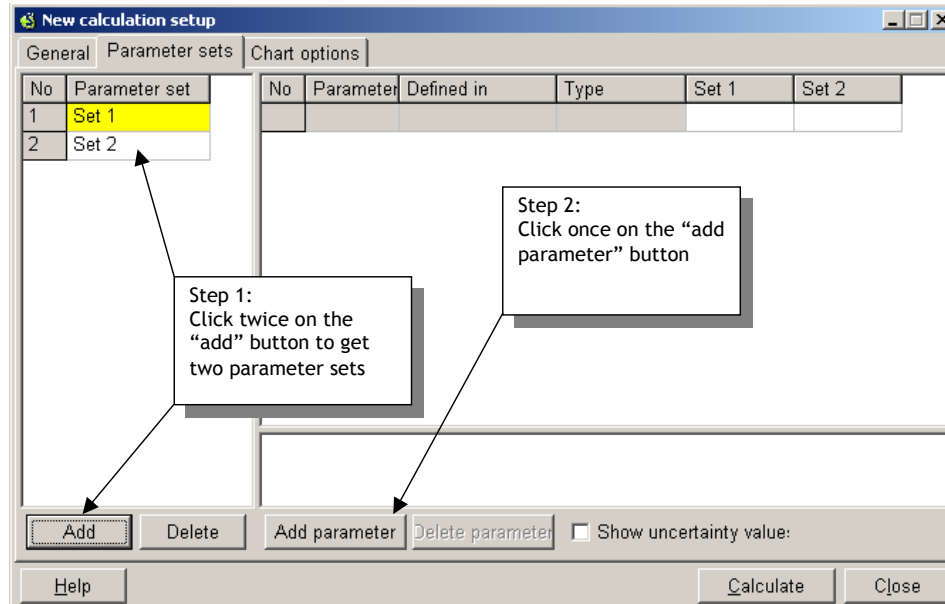 New calculation setup
General Parameter sets Chart options
No Parameter set
1 Set 1
2 Set 2
No Parameter Defined in Type Set 1 Set 2
Step 1:
Click twice on the
“add” button to get
two parameter sets
Step 2:
Click once on the “add
parameter” button
Add Delete Add parameter Delete parameter Show uncertainty value:
Help Calculate Close